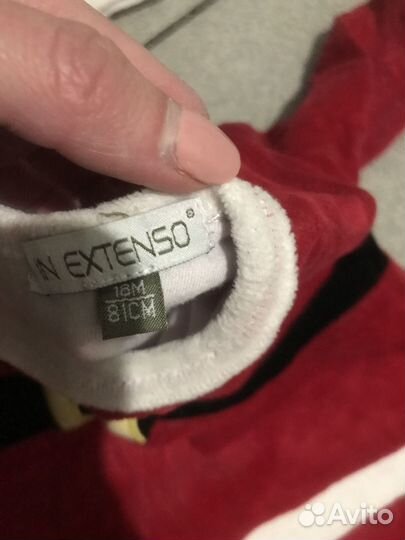 IN EXTENSO®
18M
81CM
Avito